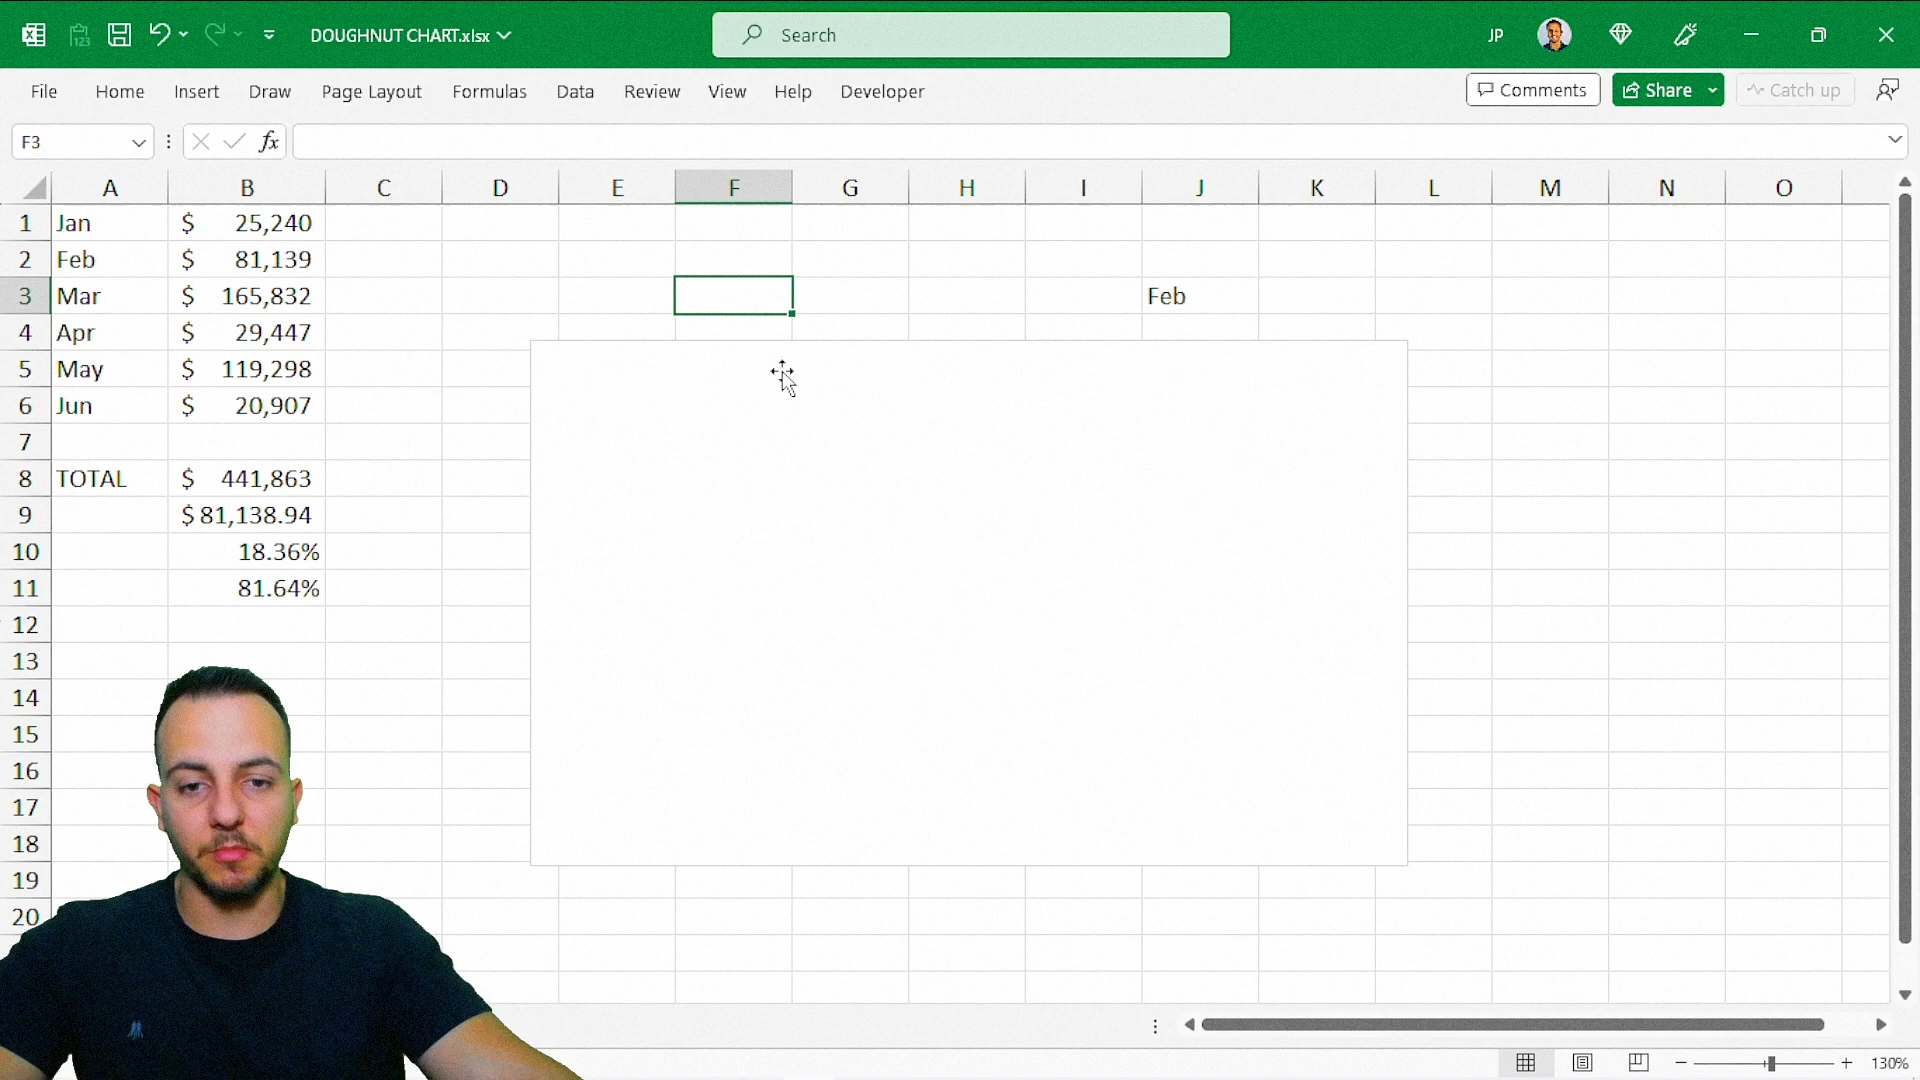 DOUGHNUT CHART.xlsx
Search
JP
File Home Insert Draw Page Layout Formulas Data Review View Help Developer
Comments Share Catch up
F3 fx
A B C D E F G H I J K L M N O
1 Jan $ 25,240
2 Feb $ 81,139
3 Mar $ 165,832 Feb
4 Apr $ 29,447
5 May $ 119,298
6 Jun $ 20,907
7
8 TOTAL $ 441,863
9 $ 81,138.94
10 18.36%
11 81.64%
12
13
14
15
16
17
18
19
20
130%